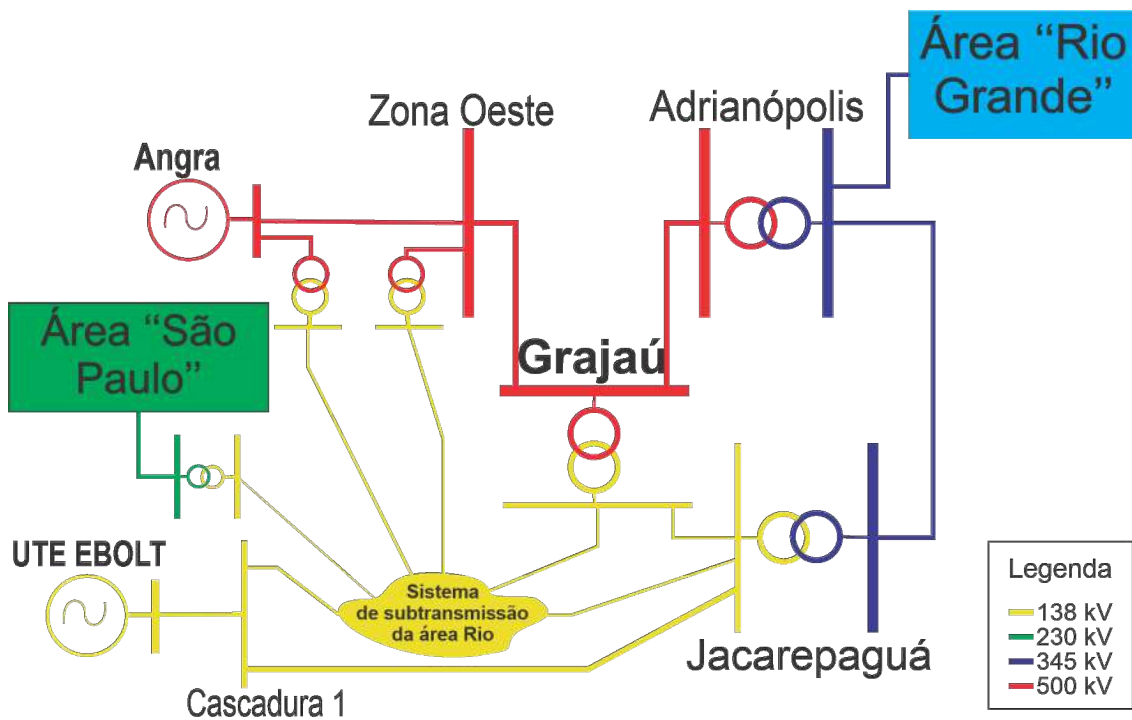 Área “Rio
Grande”
Zona Oeste
Adrianópolis
Angra
Área “São
Paulo”
Grajaú
UTE EBOLT
Sistema
de subtransmissão
da área Rio
Cascadura 1
Jacarepaguá
Legenda
138 kV
230 kV
345 kV
500 kV